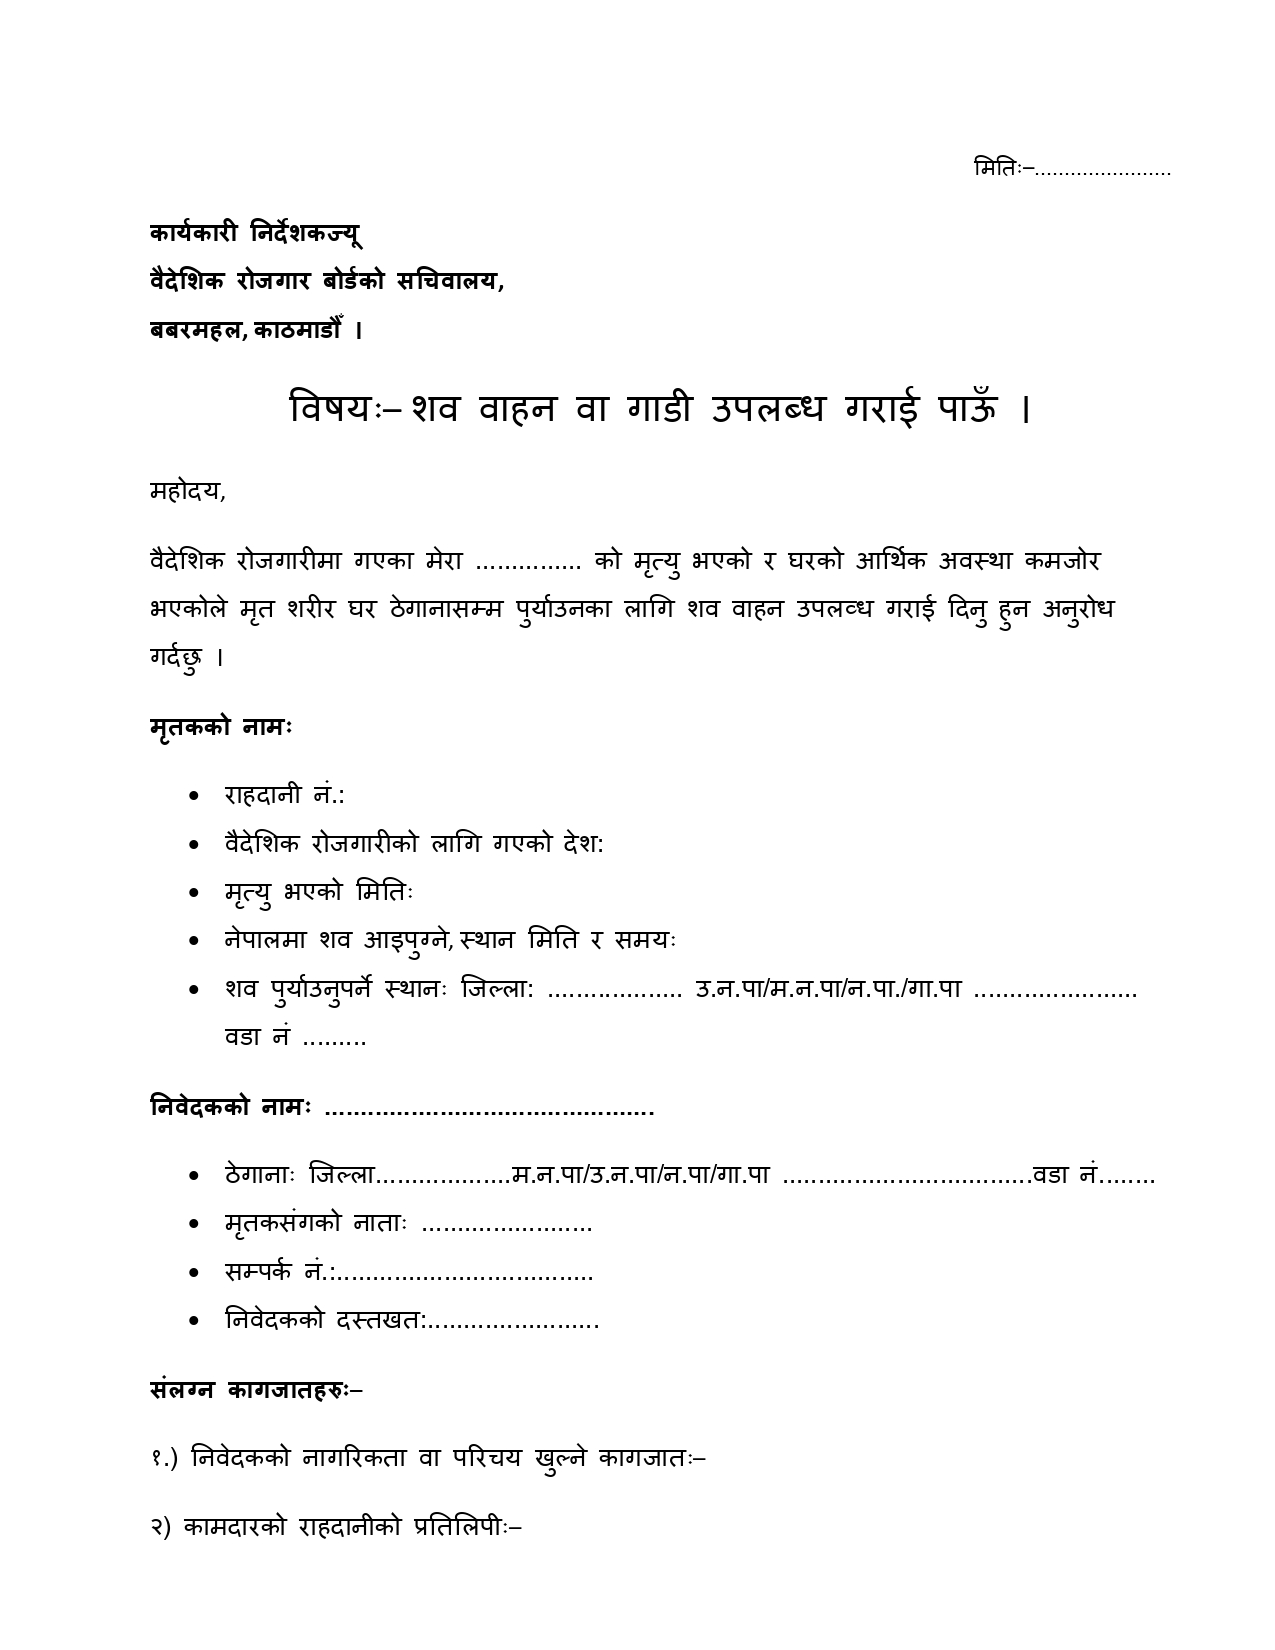 मितिः–.......................
कार्यकारी निर्देशकज्यू
वैदेशिक रोजगार बोर्डको सचिवालय,
बबरमहल, काठमाडौँ ।
विषयः– शव वाहन वा गाडी उपलब्ध गराई पाऊँ ।
महोदय,
वैदेशिक रोजगारीमा गएका मेरा ............... को मृत्यु भएको र घरको आर्थिक अवस्था कमजोर
भएकोले मृत शरीर घर ठेगानासम्म पुर्याउनका लागि शव वाहन उपलव्ध गराई दिनु हुन अनुरोध
गर्दछु ।
मृतकको नामः
• राहदानी नं.:
• वैदेशिक रोजगारीको लागि गएको देश:
• मृत्यु भएको मितिः
• नेपालमा शव आइपुग्ने, स्थान मिति र समयः
• शव पुर्याउनुपर्ने स्थानः जिल्ला: ................... उ.न.पा/म.न.पा/न.पा./गा.पा .......................
वडा नं .........
निवेदकको नामः ..............................................
• ठेगानाः जिल्ला...................म.न.पा/उ.न.पा/न.पा/गा.पा ...................................वडा नं........
• मृतकसंगको नाताः ........................
• सम्पर्क नं.:....................................
• निवेदकको दस्तखत:........................
संलग्न कागजातहरुः–
१.) निवेदकको नागरिकता वा परिचय खुल्ने कागजातः–
२) कामदारको राहदानीको प्रतिलिपीः–